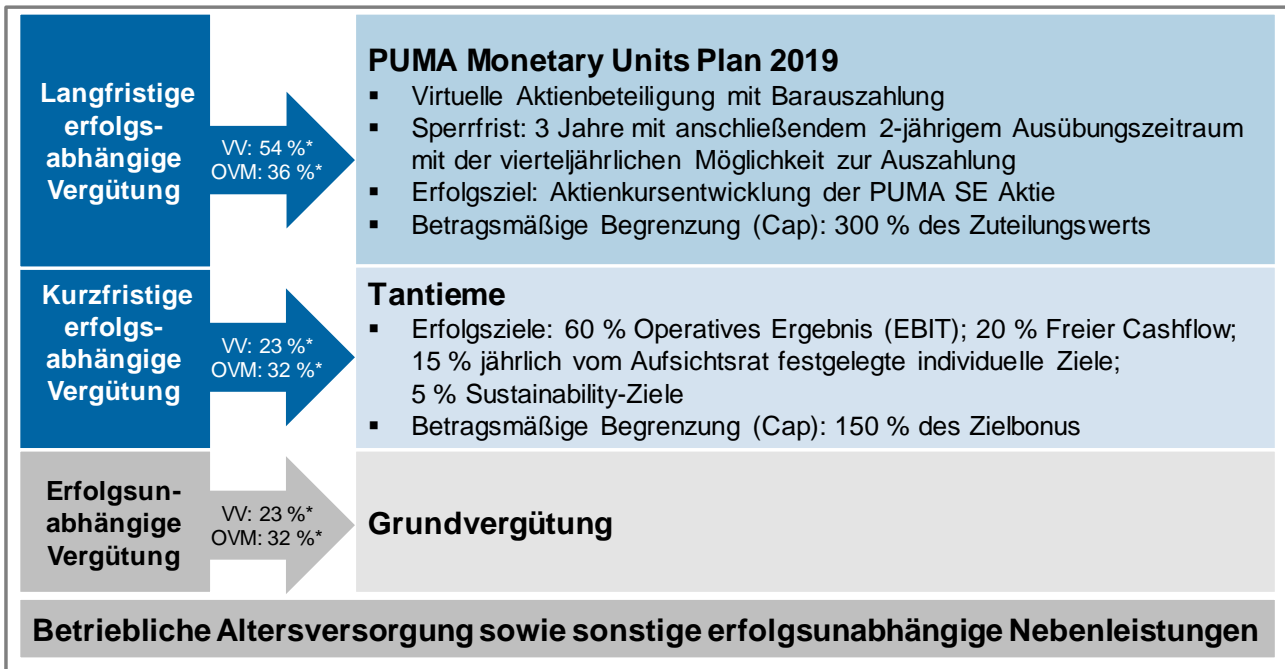 Langfristige
erfolgs-
abhängige
Vergütung
VV: 54 %*
OVM: 36 %*
PUMA Monetary Units Plan 2019
▪ Virtuelle Aktienbeteiligung mit Barauszahlung
▪ Sperrfrist: 3 Jahre mit anschließendem 2-jährigem Ausübungszeitraum
mit der vierteljährlichen Möglichkeit zur Auszahlung
▪ Erfolgsziel: Aktienkursentwicklung der PUMA SE Aktie
▪ Betragsmäßige Begrenzung (Cap): 300 % des Zuteilungswerts
Kurzfristige
erfolgs-
abhängige
Vergütung
VV: 23 %*
OVM: 32 %*
Tantieme
▪ Erfolgsziele: 60 % Operatives Ergebnis (EBIT); 20 % Freier Cashflow;
15 % jährlich vom Aufsichtsrat festgelegte individuelle Ziele;
5 % Sustainability-Ziele
▪ Betragsmäßige Begrenzung (Cap): 150 % des Zielbonus
Erfolgsun-
abhängige
Vergütung
VV: 23 %*
OVM: 32 %*
Grundvergütung
Betriebliche Altersversorgung sowie sonstige erfolgsunabhängige Nebenleistungen